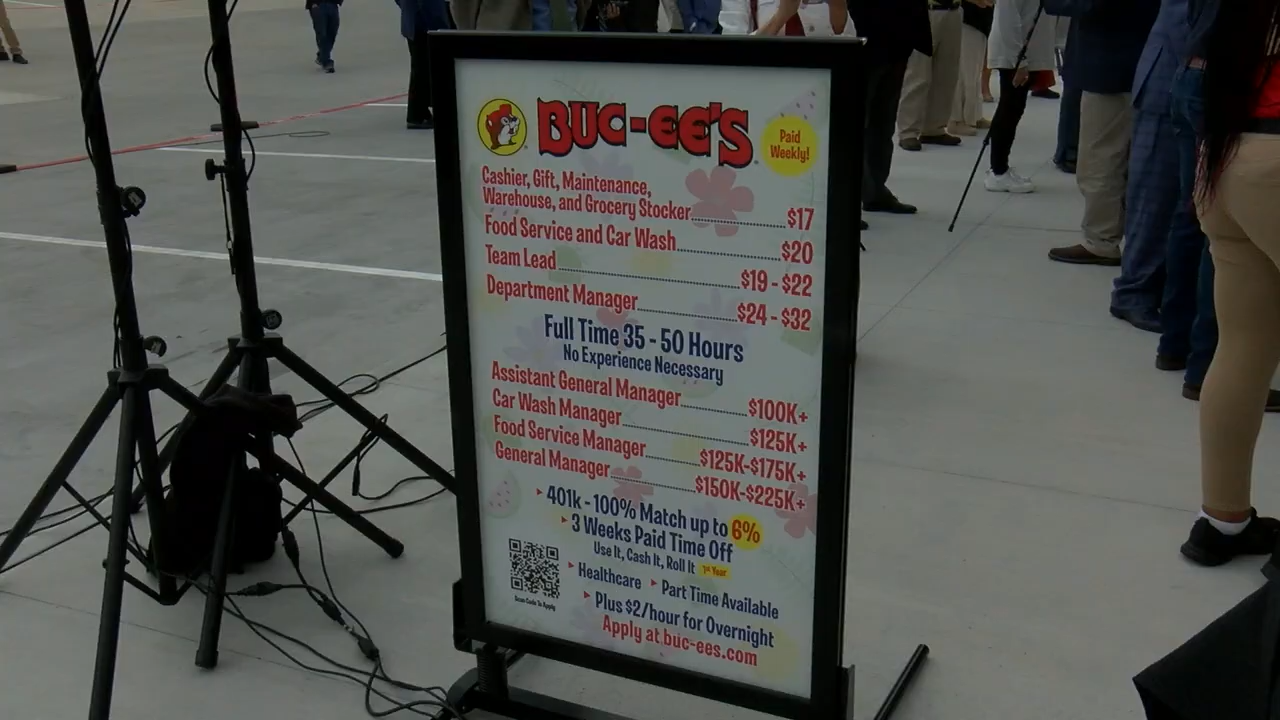 BUC-EE'S
Paid
Weekly!
Cashier, Gift, Maintenance,
Warehouse, and Grocery Stocker $17
Food Service and Car Wash $20
Team Lead $19 - $22
Department Manager $24 - $32
Full Time 35 - 50 Hours
No Experience Necessary
Assistant General Manager $100K+
Car Wash Manager $125K+
Food Service Manager $125K-$175K+
General Manager $150K-$225K+
401k - 100% Match up to 6%
3 Weeks Paid Time Off
Use It, Cash It, Roll It 1st Year
Healthcare Part Time Available
Plus $2/hour for Overnight
Scan Code To Apply
Apply at buc-ees.com